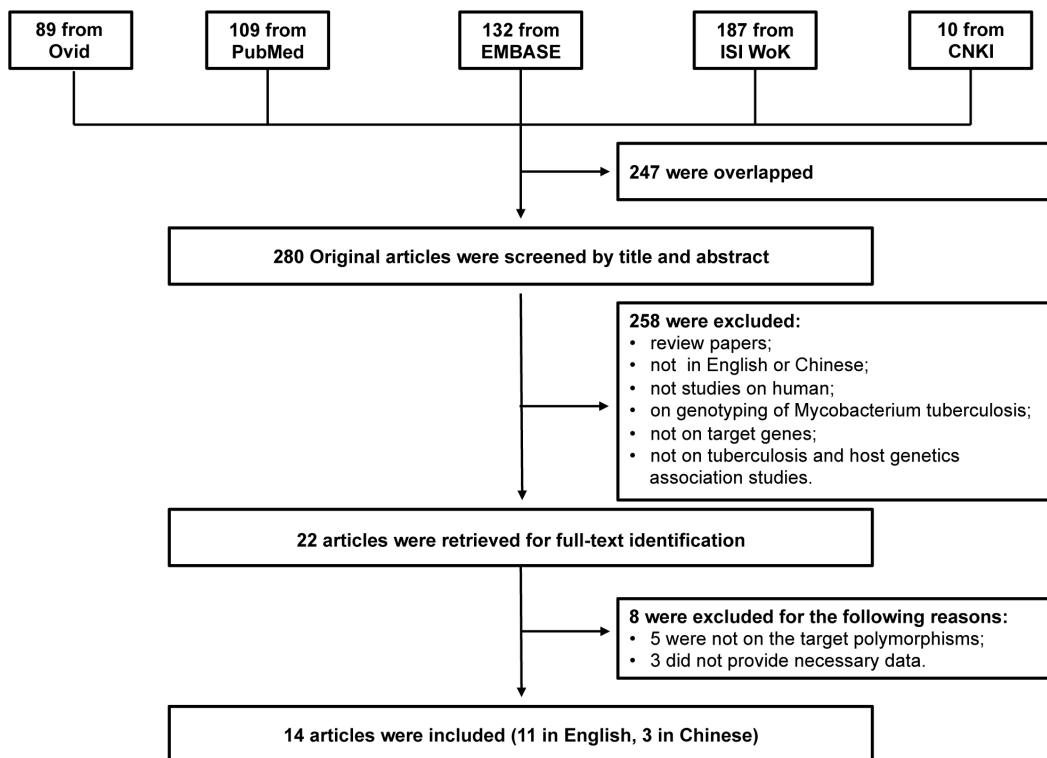 89 from
Ovid
109 from
PubMed
132 from
EMBASE
187 from
ISI WoK
10 from
CNKI
247 were overlapped
280 Original articles were screened by title and abstract
258 were excluded:
• review papers;
• not  in English or Chinese;
• not studies on human;
• on genotyping of Mycobacterium tuberculosis;
• not on target genes;
• not on tuberculosis and host genetics
association studies.
22 articles were retrieved for full-text identification
8 were excluded for the following reasons:
• 5 were not on the target polymorphisms;
• 3 did not provide necessary data.
14 articles were included (11 in English, 3 in Chinese)